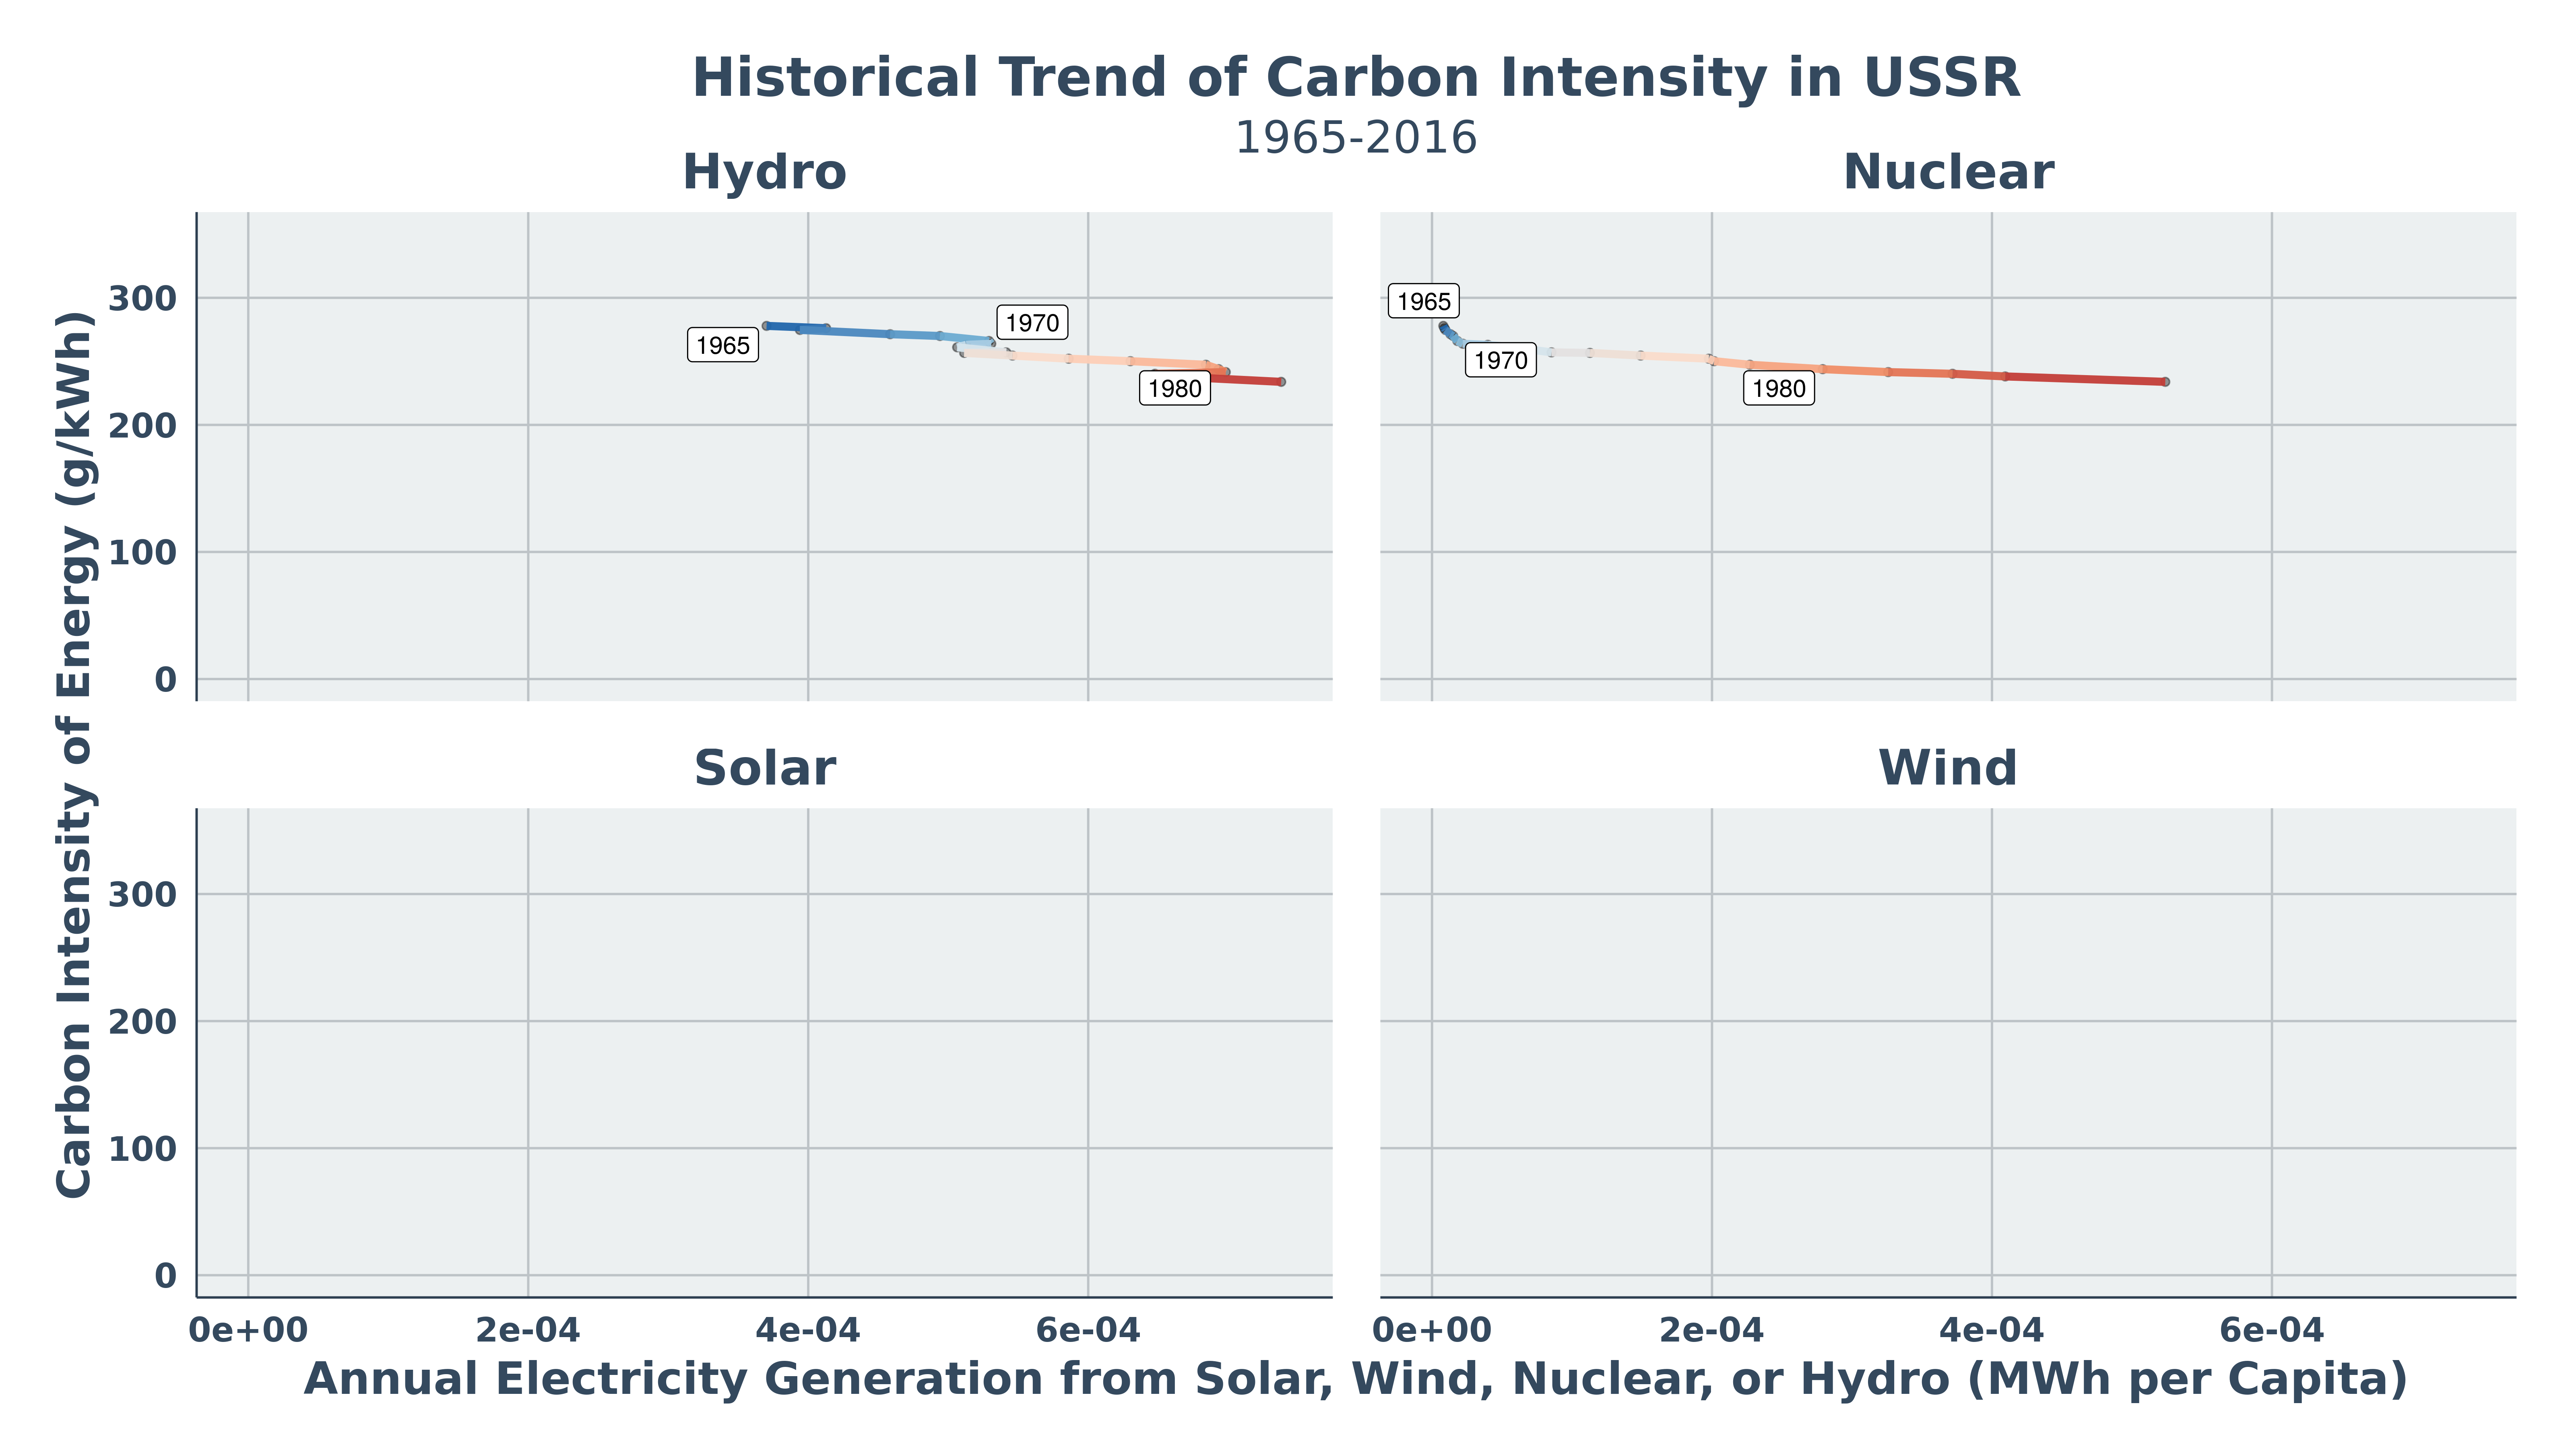 Historical Trend of Carbon Intensity in USSR
1965-2016
Hydro
Nuclear
Carbon Intensity of Energy (g/kWh)
300
200
100
0
1965
1970
1980
1965
1970
1980
Solar
Wind
300
200
100
0
0e+00 2e-04 4e-04 6e-04
0e+00 2e-04 4e-04 6e-04
Annual Electricity Generation from Solar, Wind, Nuclear, or Hydro (MWh per Capita)